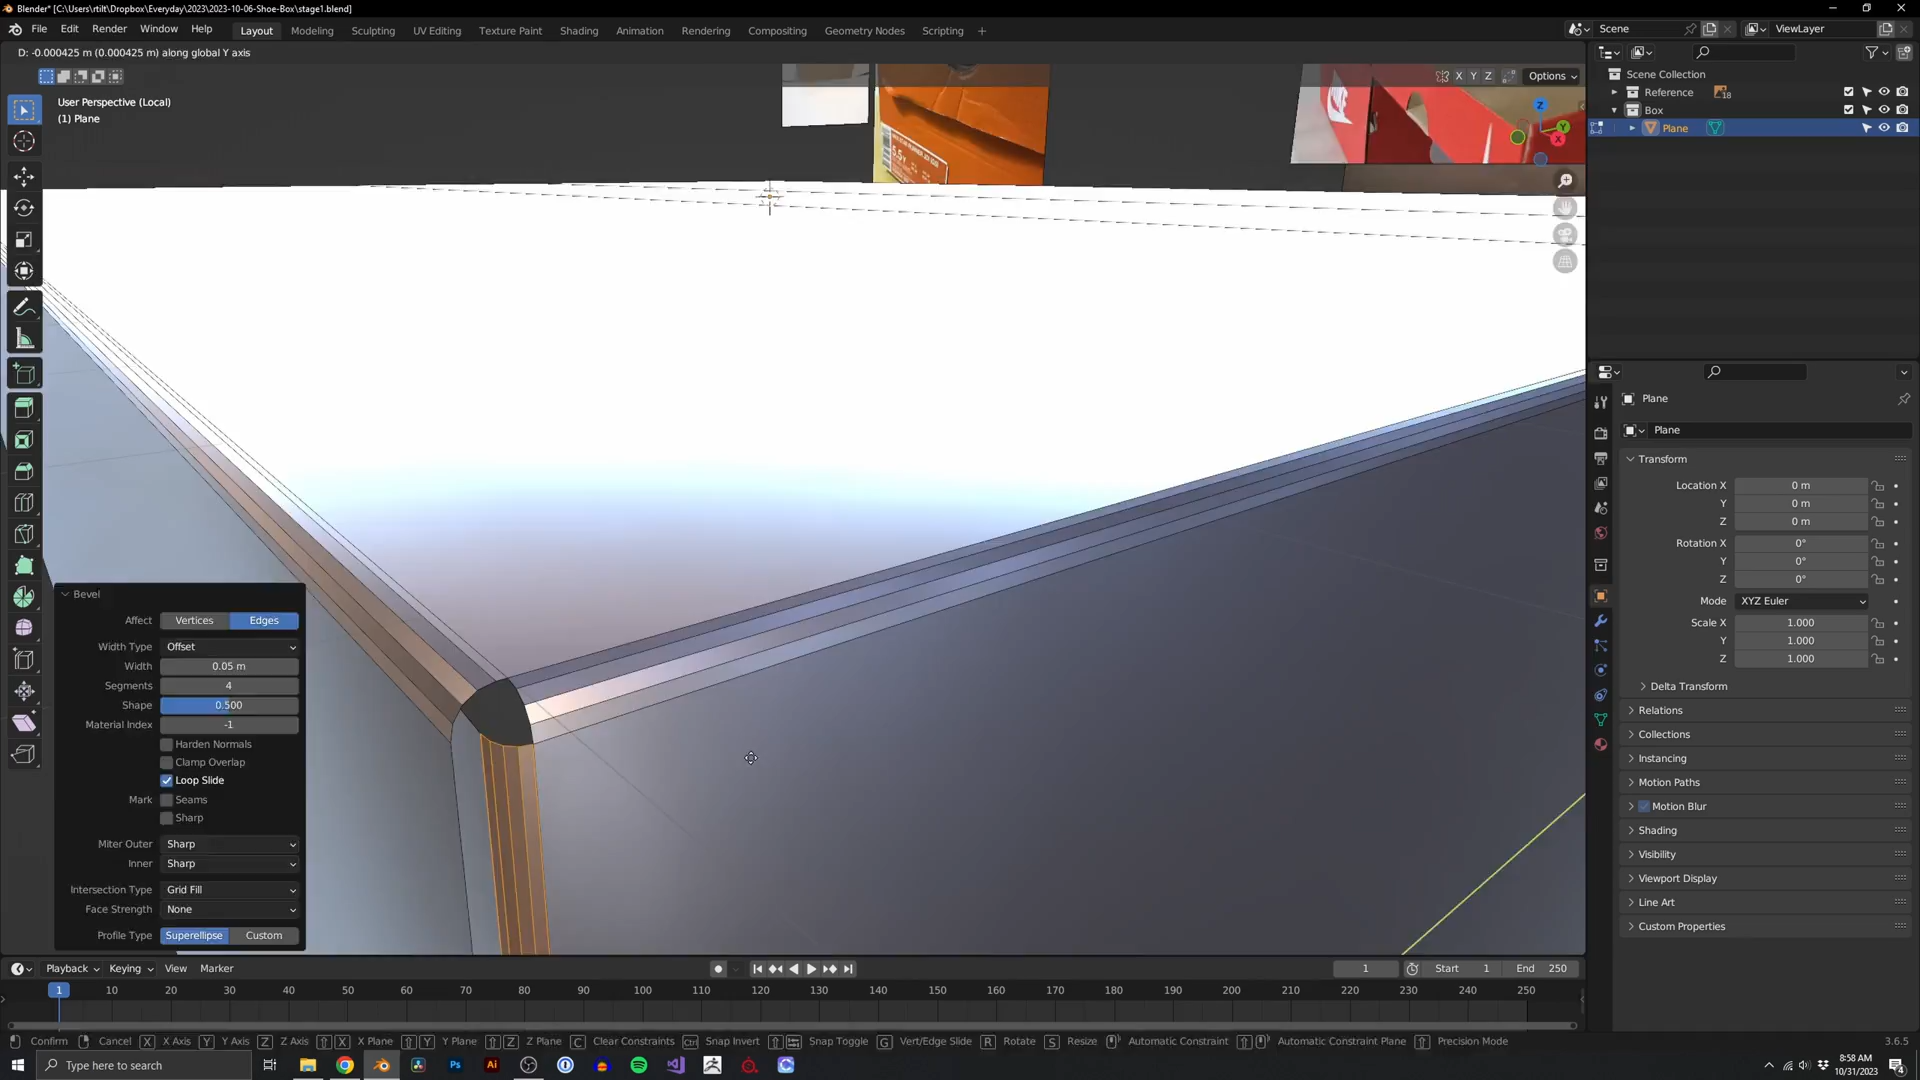 Blender* [C:\Users\rtilt\Dropbox\Everyday\2023\2023-10-06-Shoe-Box\stage1.blend]
File Edit Render Window Help Layout Modeling Sculpting UV Editing Texture Paint Shading Animation Rendering Compositing Geometry Nodes Scripting + Scene ViewLayer
D: -0.000425 m (0.000425 m) along global Y axis
X Y Z Options
User Perspective (Local)
(1) Plane
Z
Y
X
5.5Y
Scene Collection
Reference 18
Box
Plane
Plane
Plane
Transform
Location X 0 m
Y 0 m
Z 0 m
Rotation X 0°
Y 0°
Z 0°
Mode XYZ Euler
Scale X 1.000
Y 1.000
Z 1.000
Delta Transform
Relations
Collections
Instancing
Motion Paths
Motion Blur
Shading
Visibility
Viewport Display
Line Art
Custom Properties
Bevel
Affect Vertices Edges
Width Type Offset
Width 0.05 m
Segments 4
Shape 0.500
Material Index -1
Harden Normals
Clamp Overlap
Loop Slide
Mark Seams
Sharp
Miter Outer Sharp
Inner Sharp
Intersection Type Grid Fill
Face Strength None
Profile Type Superellipse Custom
Playback Keying View Marker 1 Start 1 End 250
1 10 20 30 40 50 60 70 80 90 100 110 120 130 140 150 160 170 180 190 200 210 220 230 240 250
Confirm Cancel X X Axis Y Y Axis Z Z Axis X X Plane Y Y Plane Z Z Plane C Clear Constraints Ctrl Snap Invert Snap Toggle G Vert/Edge Slide R Rotate S Resize Automatic Constraint Automatic Constraint Plane Precision Mode 3.6.5
Type here to search Ps Ai 8:58 AM
10/31/2023 4